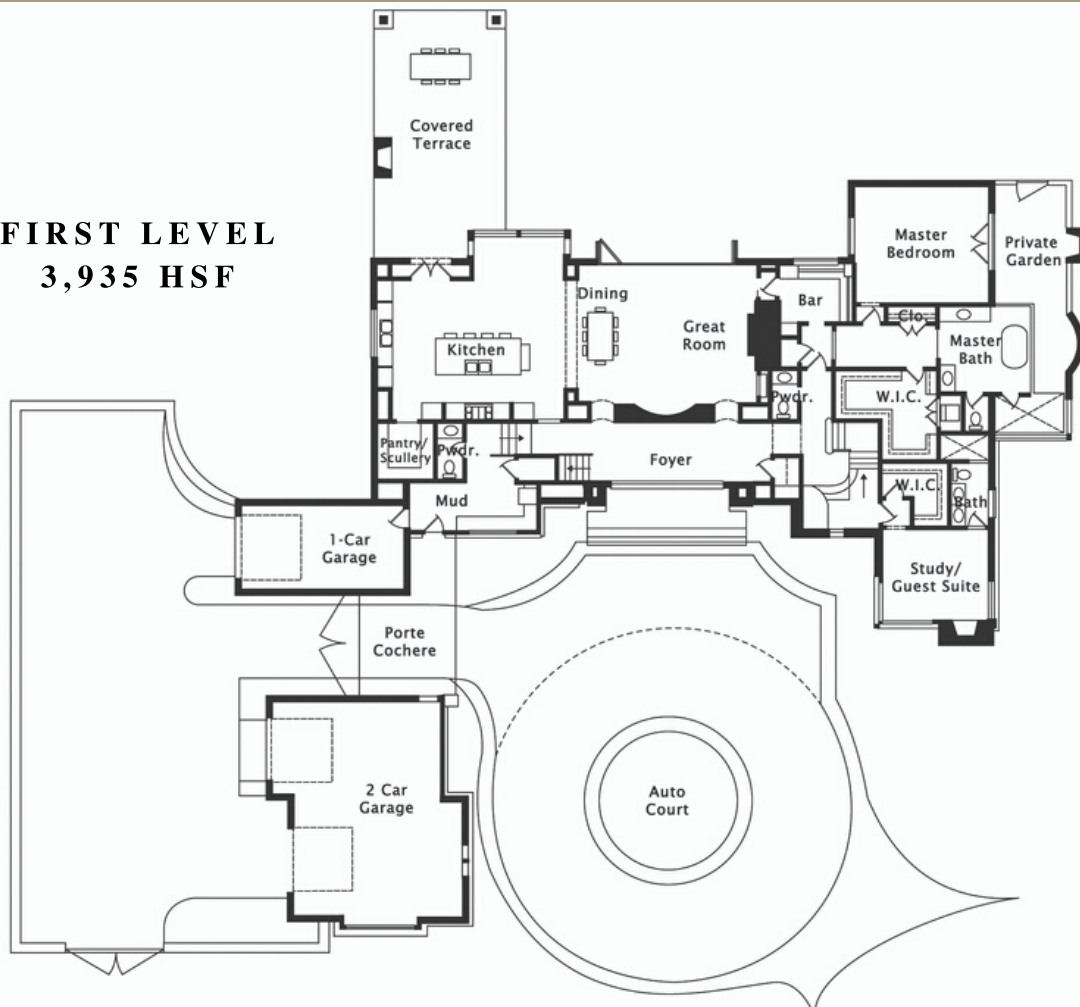 FIRST LEVEL
3,935 HSF
Covered
Terrace
Master
Bedroom
Private
Garden
Dining
Bar
Great
Room
Clo.
Kitchen
Master
Bath
Pwdr.
W.I.C.
Pantry/
Scullery
Pwdr.
Foyer
W.I.C.
Mud
Bath
1-Car
Garage
Study/
Guest Suite
Porte
Cochere
2 Car
Garage
Auto
Court